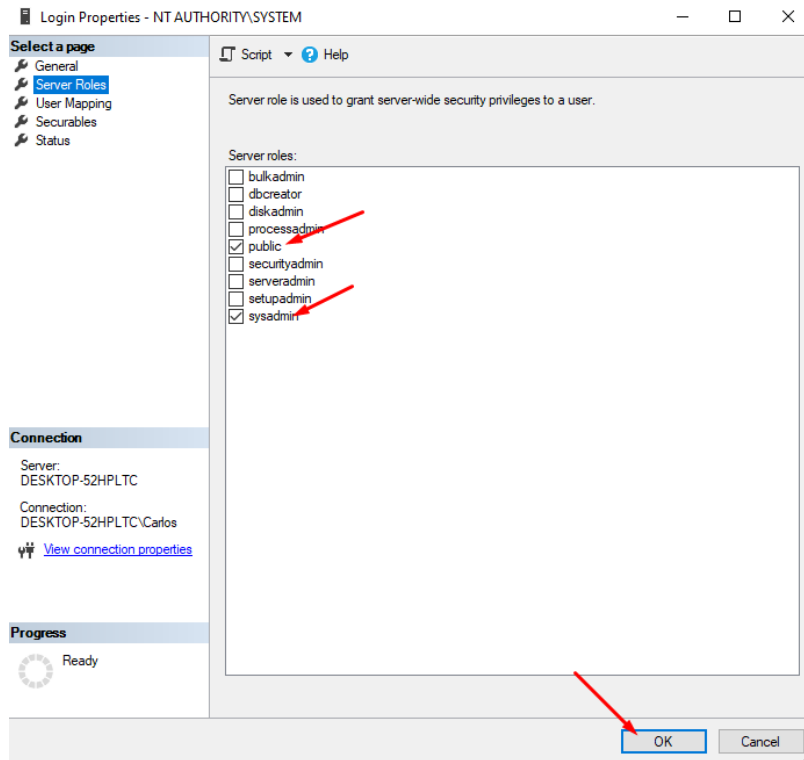 Login Properties - NT AUTHORITY\SYSTEM
Select a page
General
Server Roles
User Mapping
Securables
Status
Script
Help
Server role is used to grant server-wide security privileges to a user.
Server roles:
bulkadmin
dbcreator
diskadmin
processadmin
public
securityadmin
serveradmin
setupadmin
sysadmin
Connection
Server:
DESKTOP-52HPLTC
Connection:
DESKTOP-52HPLTC\Carlos
View connection properties
Progress
Ready
OK
Cancel